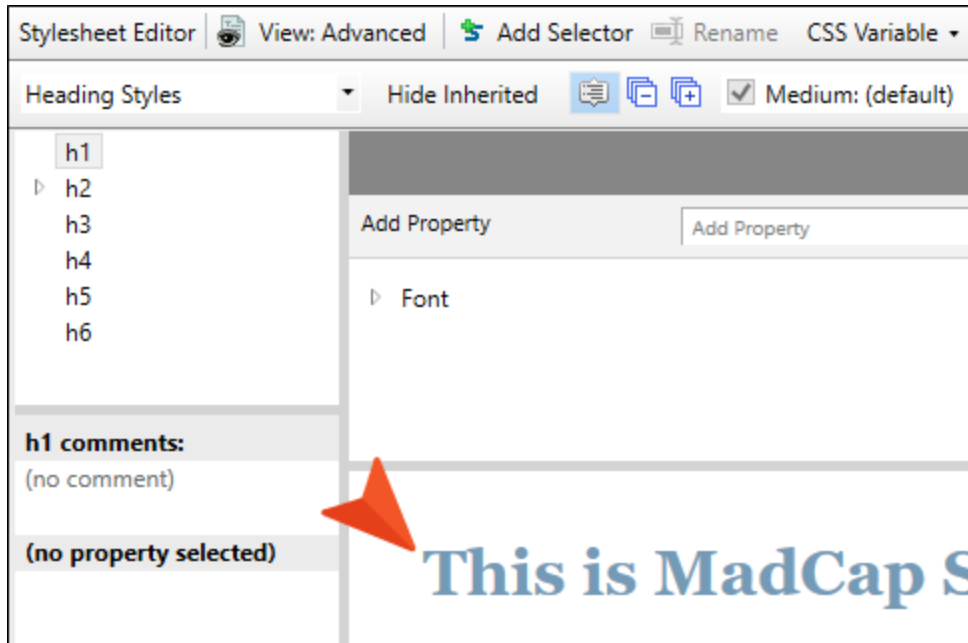 Stylesheet Editor View: Advanced Add Selector Rename CSS Variable
Heading Styles Hide Inherited Medium: (default)
h1
h2
h3
h4
h5
h6
Add Property Add Property
Font
h1 comments:
(no comment)
(no property selected)
This is MadCap S